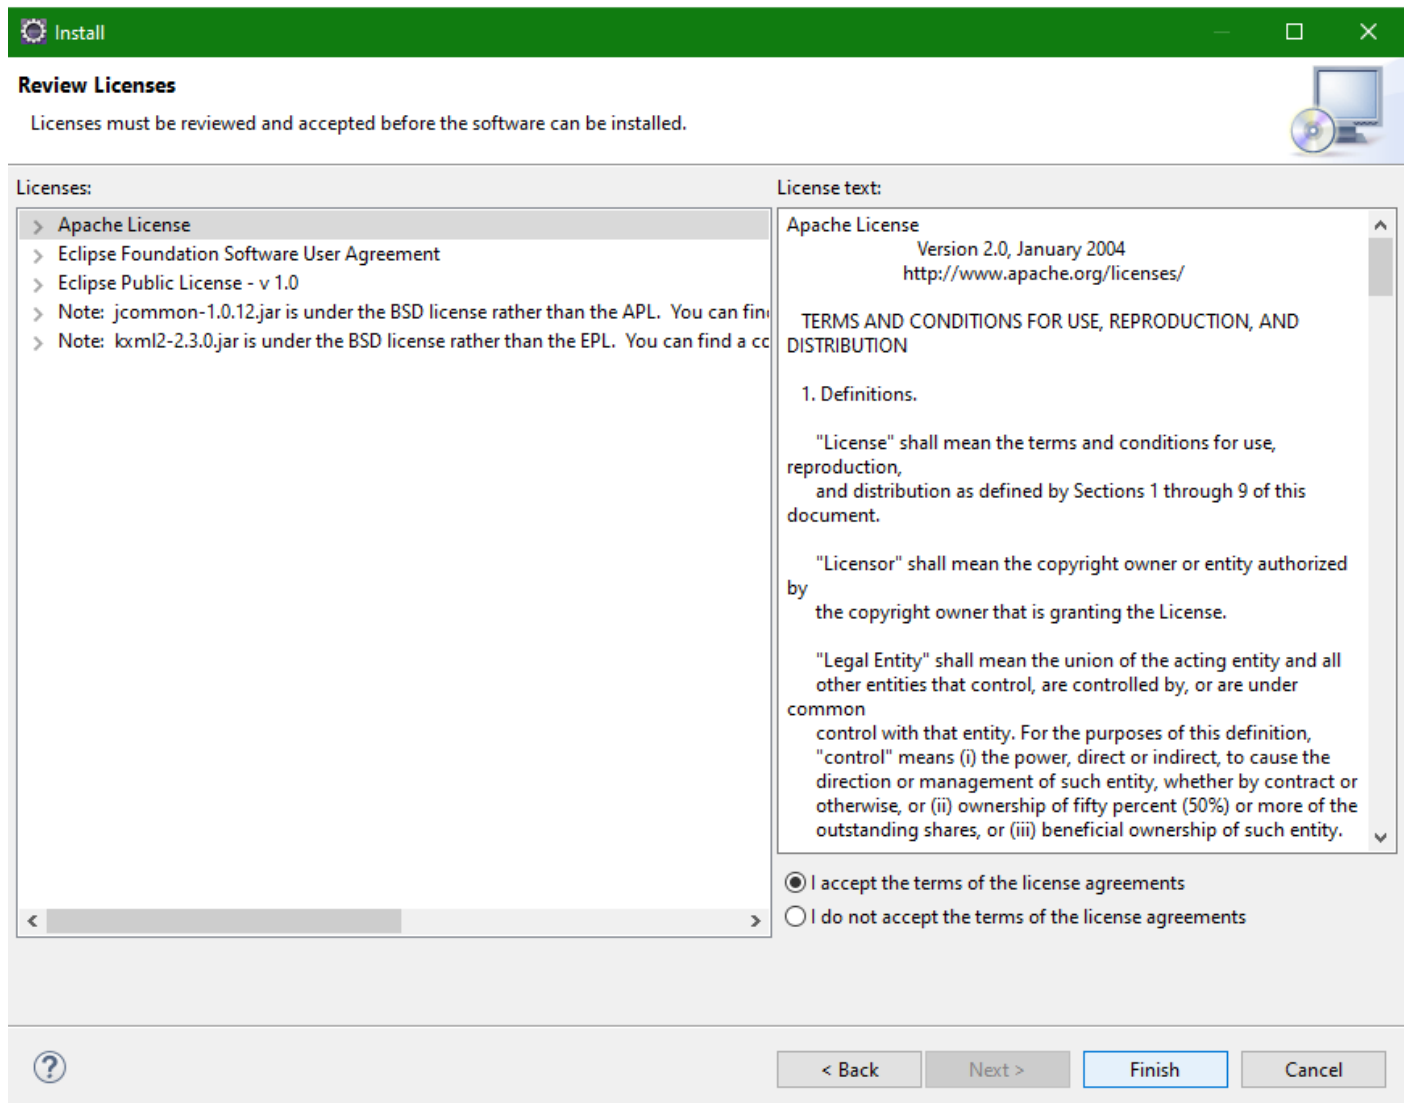 Install
Review Licenses
Licenses must be reviewed and accepted before the software can be installed.
Licenses:
Apache License
Eclipse Foundation Software User Agreement
Eclipse Public License - v 1.0
Note:  jcommon-1.0.12.jar is under the BSD license rather than the APL.  You can
Note:  kxml2-2.3.0.jar is under the BSD license rather than the EPL.  You can find a
License text:
Apache License
Version 2.0, January 2004
http://www.apache.org/licenses/
TERMS AND CONDITIONS FOR USE, REPRODUCTION, AND
DISTRIBUTION
1. Definitions.
"License" shall mean the terms and conditions for use,
reproduction,
and distribution as defined by Sections 1 through 9 of this
document.
"Licensor" shall mean the copyright owner or entity authorized
by
the copyright owner that is granting the License.
"Legal Entity" shall mean the union of the acting entity and all
other entities that control, are controlled by, or are under
common
control with that entity. For the purposes of this definition,
"control" means (i) the power, direct or indirect, to cause the
direction or management of such entity, whether by contract or
otherwise, or (ii) ownership of fifty percent (50%) or more of the
outstanding shares, or (iii) beneficial ownership of such entity.
I accept the terms of the license agreements
I do not accept the terms of the license agreements
?
< Back
Next >
Finish
Cancel